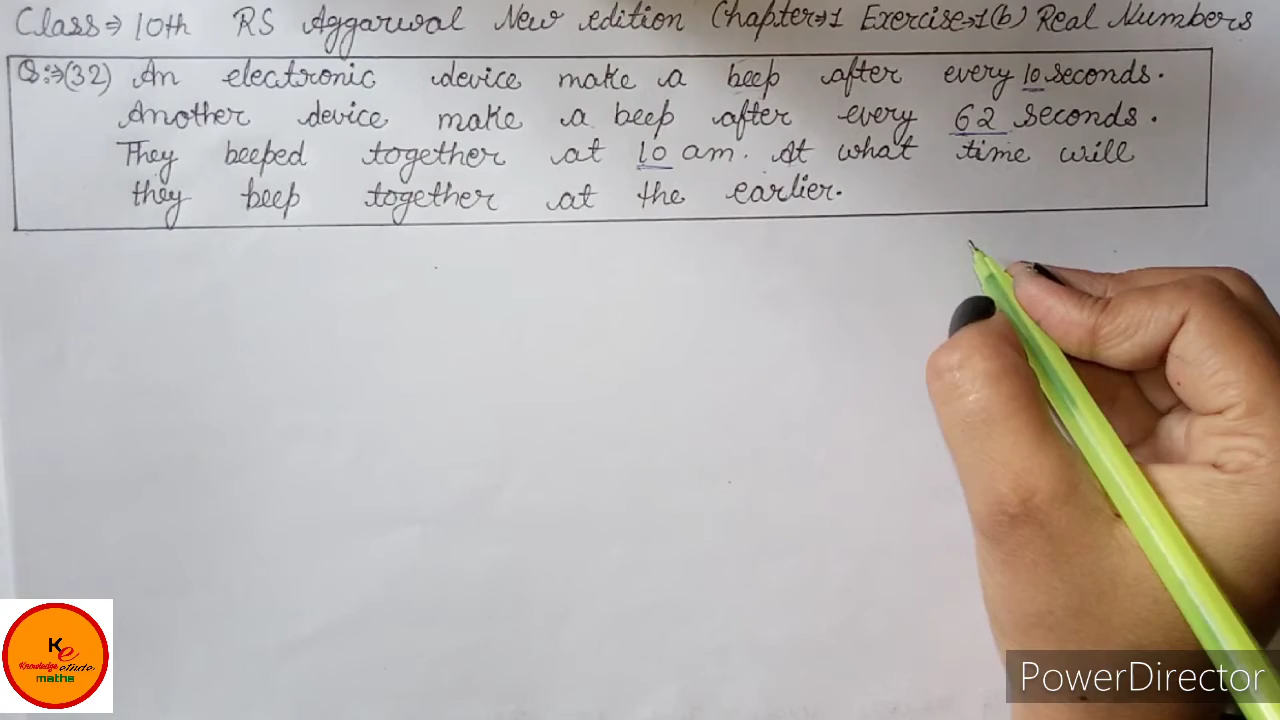 Class⇒ 10th RS Aggarwal New edition Chapter⇒1 Exercise⇒1(b) Real Numbers
Q:⇒(32) An electronic device make a beep after every 10 seconds.
Another device make a beep after every 62 seconds.
They beeped together at 10 am. At what time will
they beep together at the earlier.
Ke
Knowledge etude
maths
PowerDirector